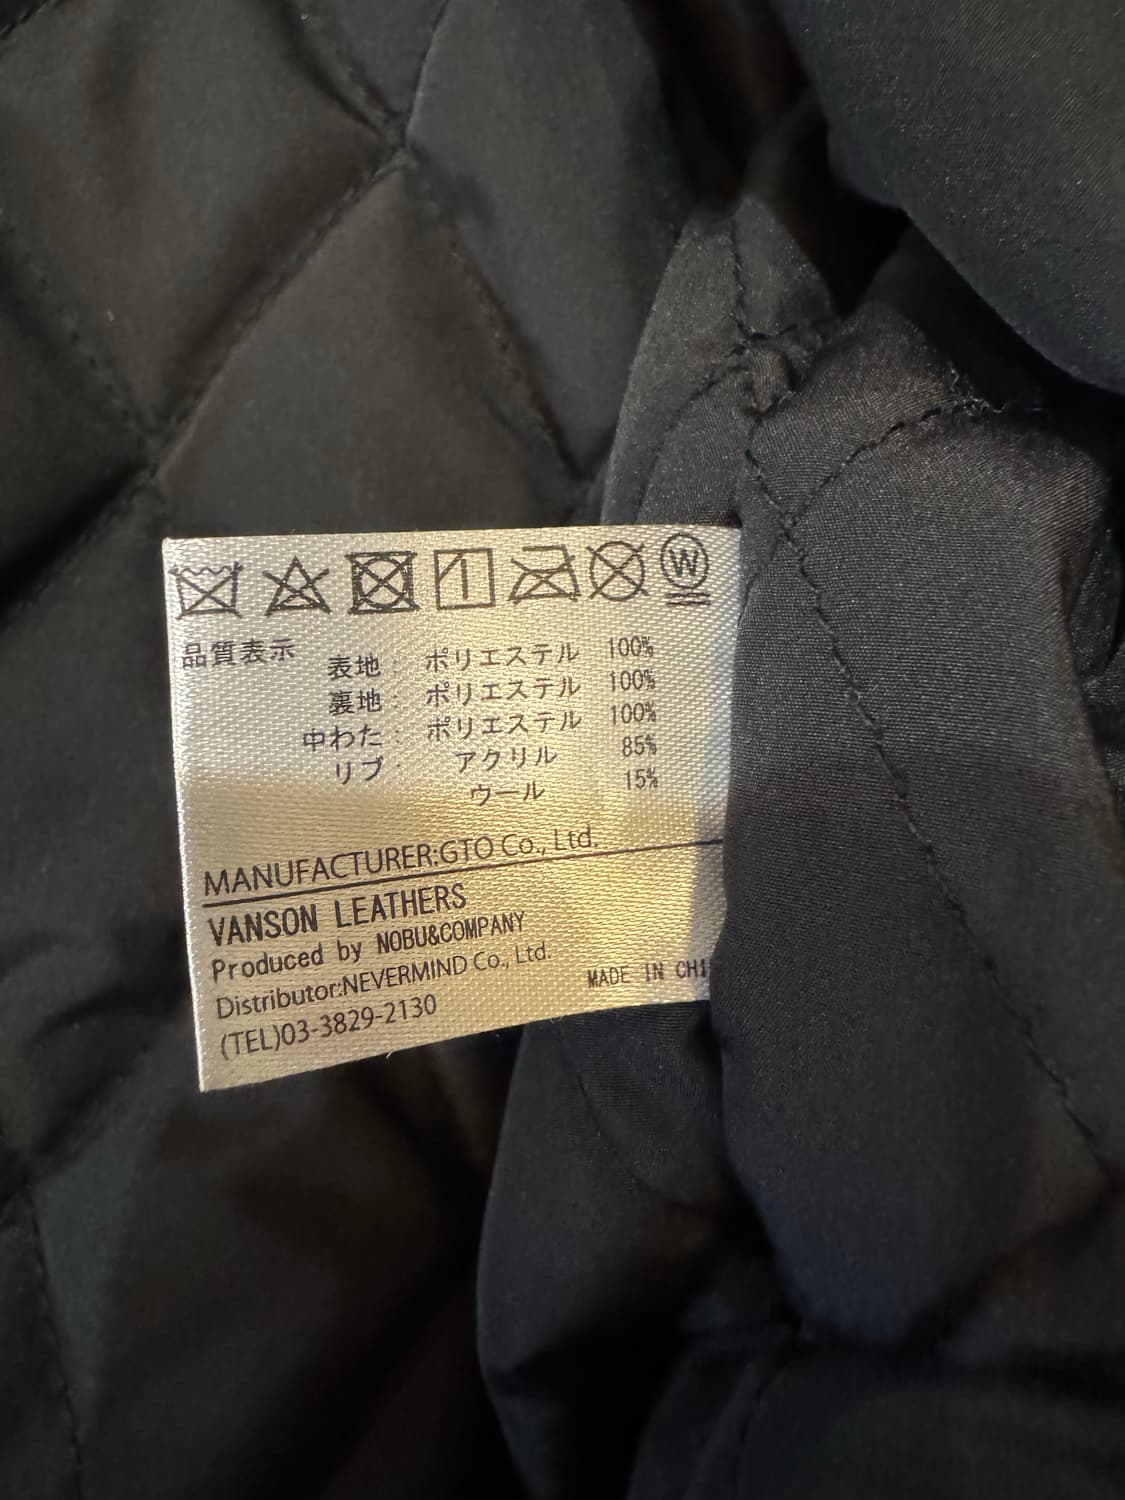 W
品質表示
表地: ポリエステル 100%
裏地: ポリエステル 100%
中わた: ポリエステル 100%
リブ: アクリル 85%
ウール 15%
MANUFACTURER:GTO Co., Ltd.
VANSON LEATHERS
Produced by NOBU&COMPANY
Distributor:NEVERMIND Co., Ltd.
(TEL)03-3829-2130
MADE IN